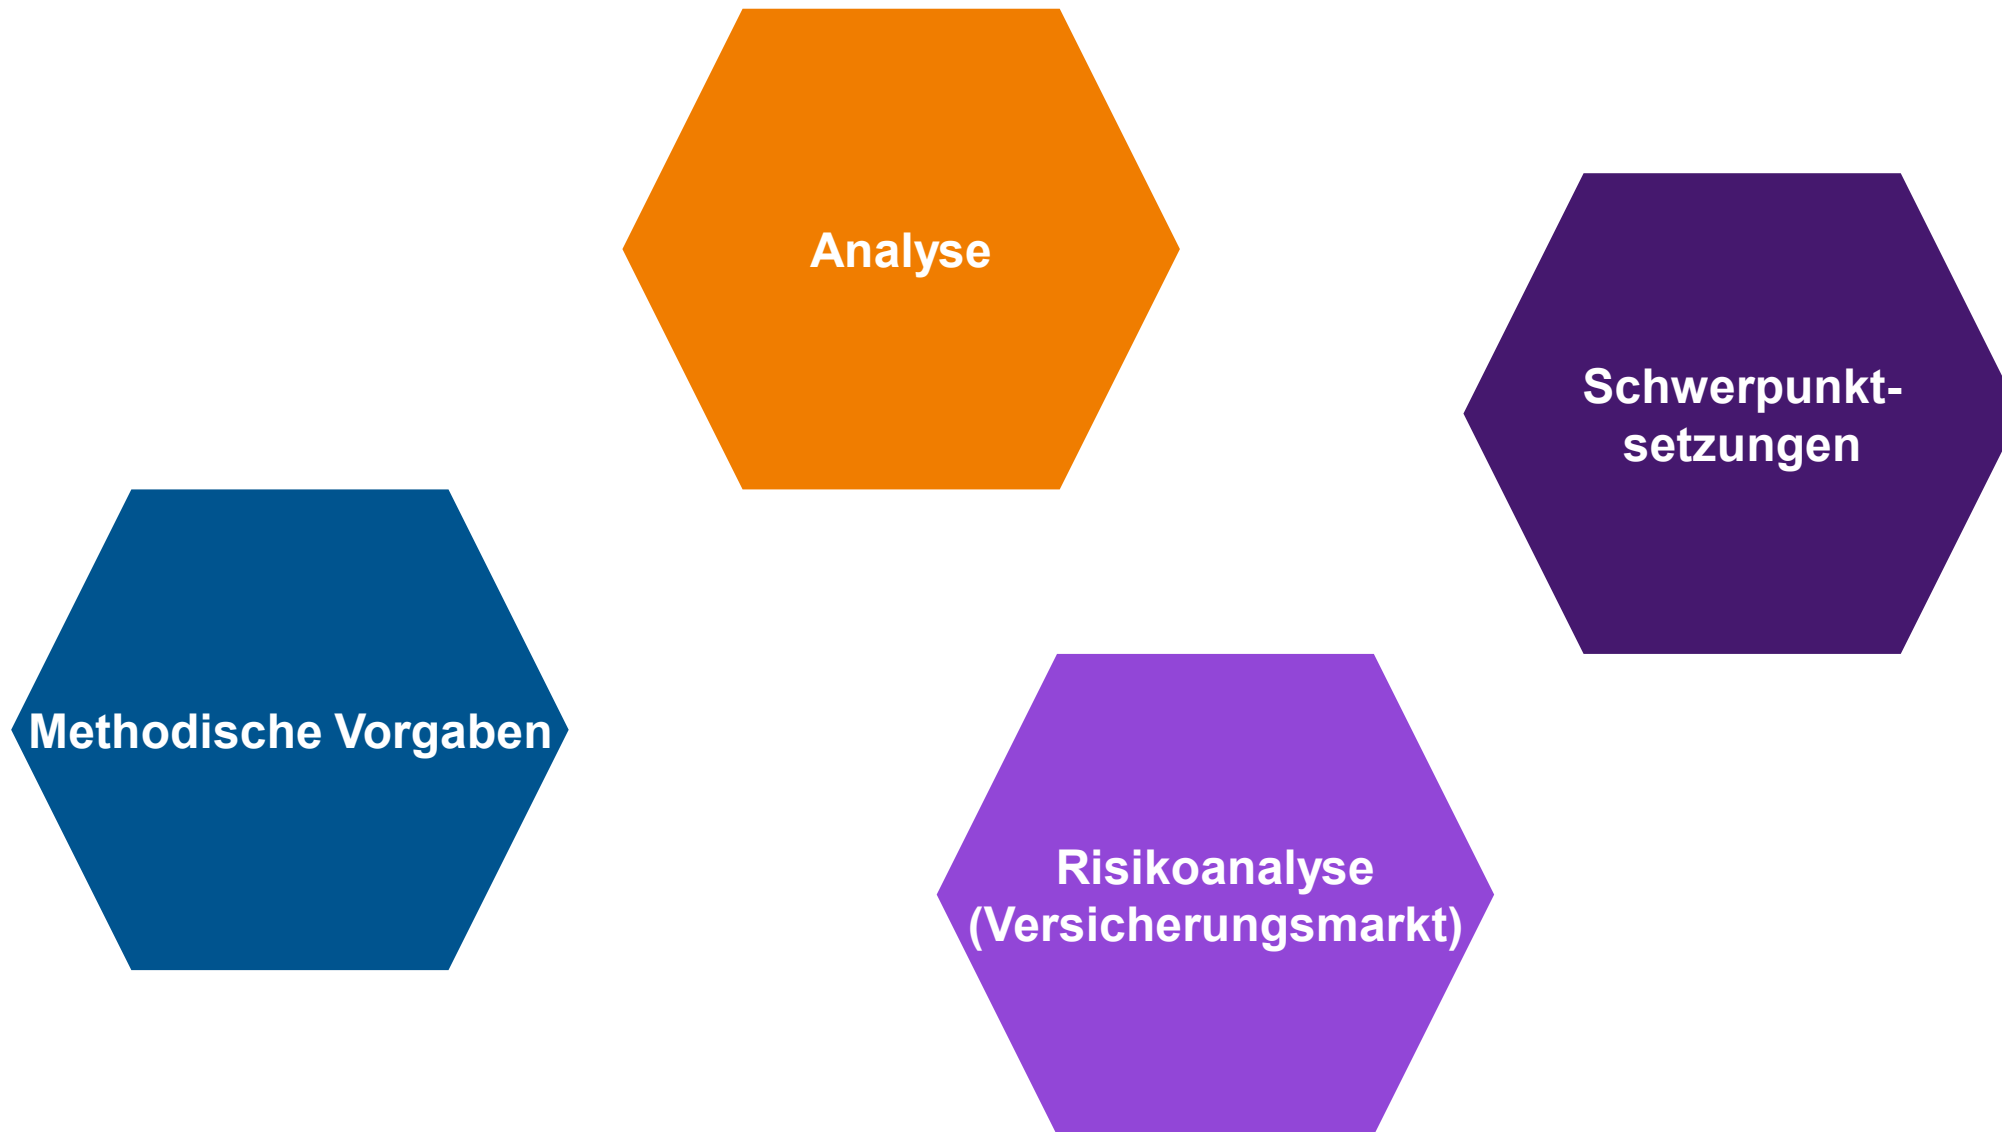 Analyse
Schwerpunkt-
setzungen
Methodische Vorgaben
Risikoanalyse
(Versicherungsmarkt)